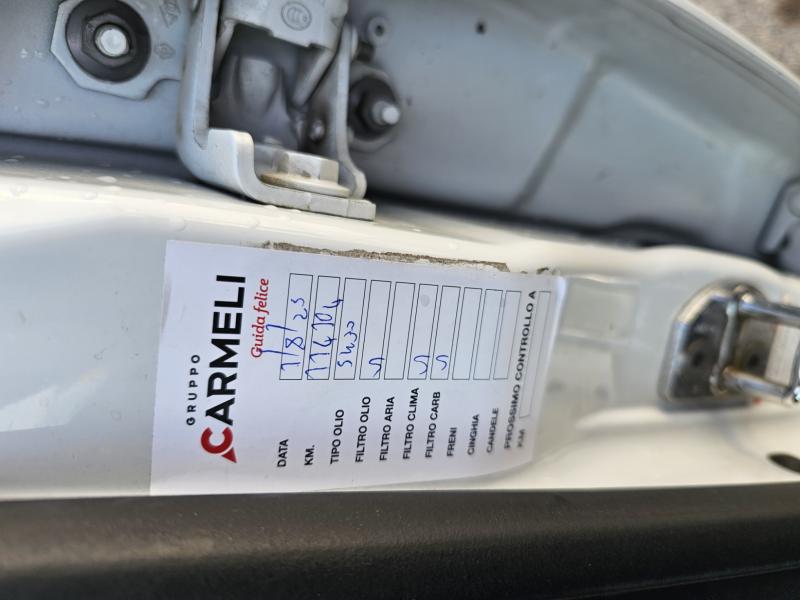 GRUPPO
CARMELI
Guida felice
DATA 1/8/25
KM.
TIPO OLIO 5W30
FILTRO OLIO S
FILTRO ARIA
FILTRO CLIMA S
FILTRO CARB S
FRENI
CINGHIA
CANDELE
PROSSIMO CONTROLLO A
KM